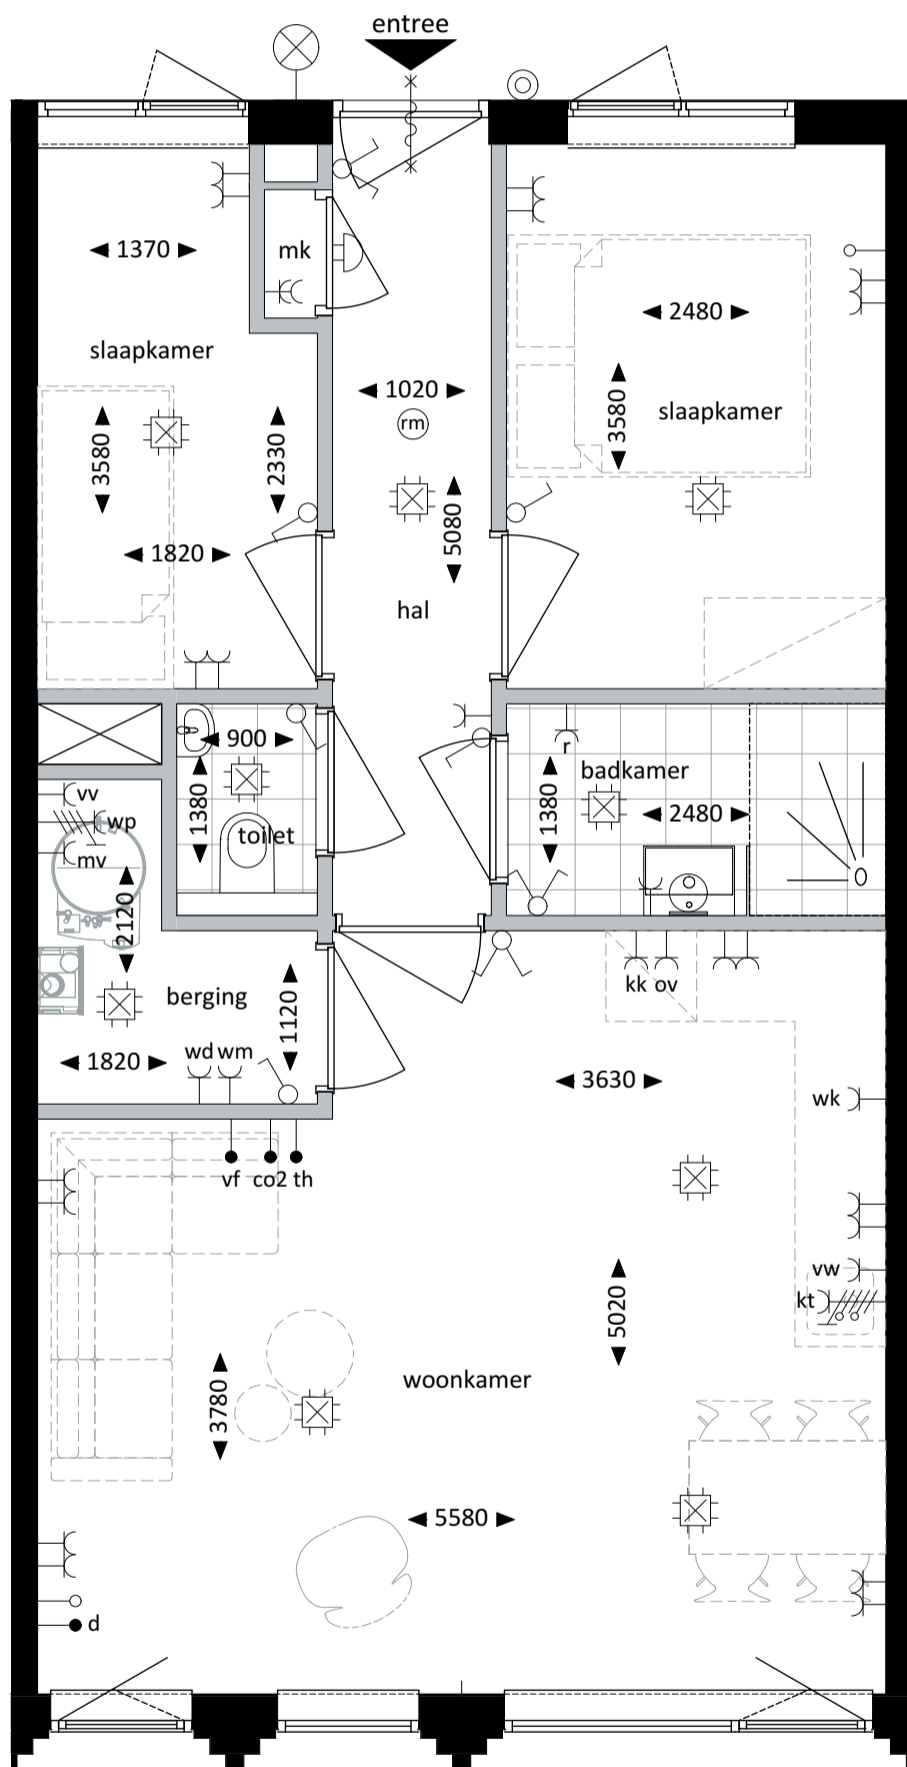 entree
mk
1370
2480
slaapkamer
1020
rm
slaapkamer
3580
2330
3580
5080
1820
hal
900
r
badkamer
1380
1380
2480
vv
wp
toilet
mv
2120
kk ov
berging
1120
1820
wd wm
3630
wk
vf co2 th
vw
kt
5020
woonkamer
3780
5580
d